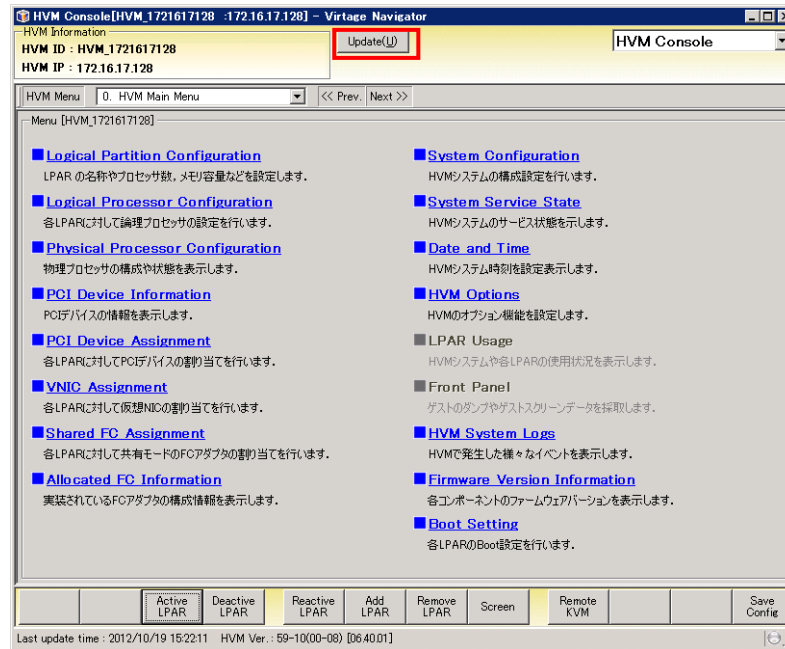 HVM Console[HVM_1721617128 :172.16.17.128] - Virtage Navigator
HVM Information
HVM ID : HVM_1721617128
HVM IP : 172.16.17.128
Update(U)
HVM Console
HVM Menu
0. HVM Main Menu
<< Prev.
Next >>
Menu [HVM_1721617128]
Logical Partition Configuration
LPAR の名称やプロセッサ数，メモリ容量などを設定します．
Logical Processor Configuration
各LPARに対して論理プロセッサの設定を行います．
Physical Processor Configuration
物理プロセッサの構成や状態を表示します．
PCI Device Information
PCIデバイスの情報を表示します．
PCI Device Assignment
各LPARに対してPCIデバイスの割り当てを行います．
VNIC Assignment
各LPARに対して仮想NICの割り当てを行います．
Shared FC Assignment
各LPARに対して共有モードのFCアダプタの割り当てを行います．
Allocated FC Information
実装されているFCアダプタの構成情報を表示します．
System Configuration
HVMシステムの構成設定を行います．
System Service State
HVMシステムのサービス状態を示します．
Date and Time
HVMシステム時刻を設定表示します．
HVM Options
HVMのオプション機能を設定します．
LPAR Usage
HVMシステムや各LPARの使用状況を表示します．
Front Panel
ゲストのダンプやゲストスクリーンデータを採取します．
HVM System Logs
HVMで発生した様々なイベントを表示します．
Firmware Version Information
各コンポーネントのファームウェアバージョンを表示します．
Boot Setting
各LPARのBoot設定を行います．
Active LPAR
Deactive LPAR
Reactive LPAR
Add LPAR
Remove LPAR
Screen
Remote KVM
Save Config
Last update time : 2012/10/19 15:22:11 HVM Ver. : 59-10(00-08) [06.40.01]